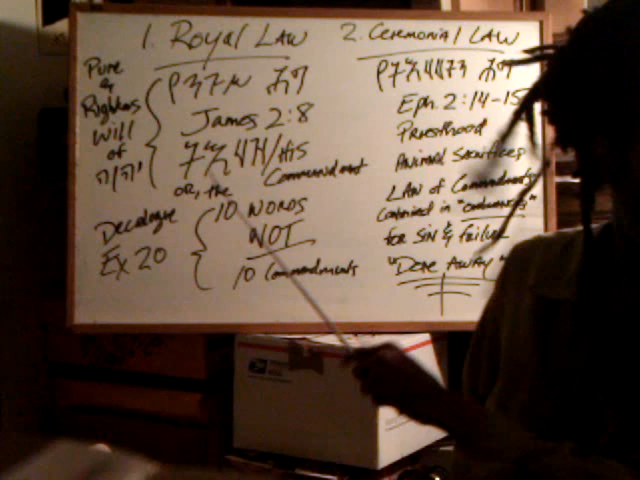 1. Royal Law
Pure
&
Righteous
Will
of
יהוה
James 2:8
/His
Commandment
or, the
Decalogue
Ex 20
10 Words
NOT
10 Commandments
2. Ceremonial Law
Eph. 2:14-15
Priesthood
Animal Sacrifices
Law of Commandments
contained in "ordinances"
for sin & failure
"Done Away"